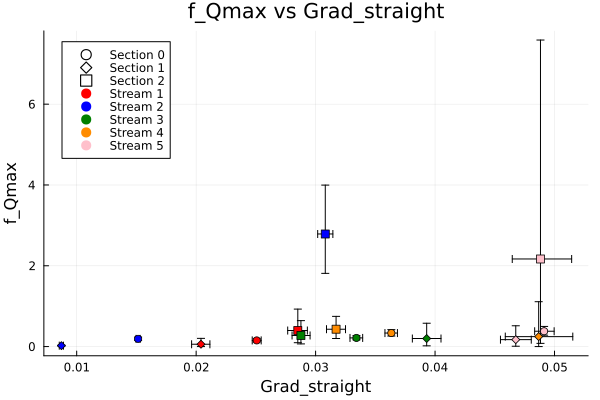 f_Qmax vs Grad_straight
Section 0
Section 1
Section 2
Stream 1
Stream 2
Stream 3
Stream 4
Stream 5
f_Qmax
6
4
2
0
0.01 0.02 0.03 0.04 0.05
Grad_straight